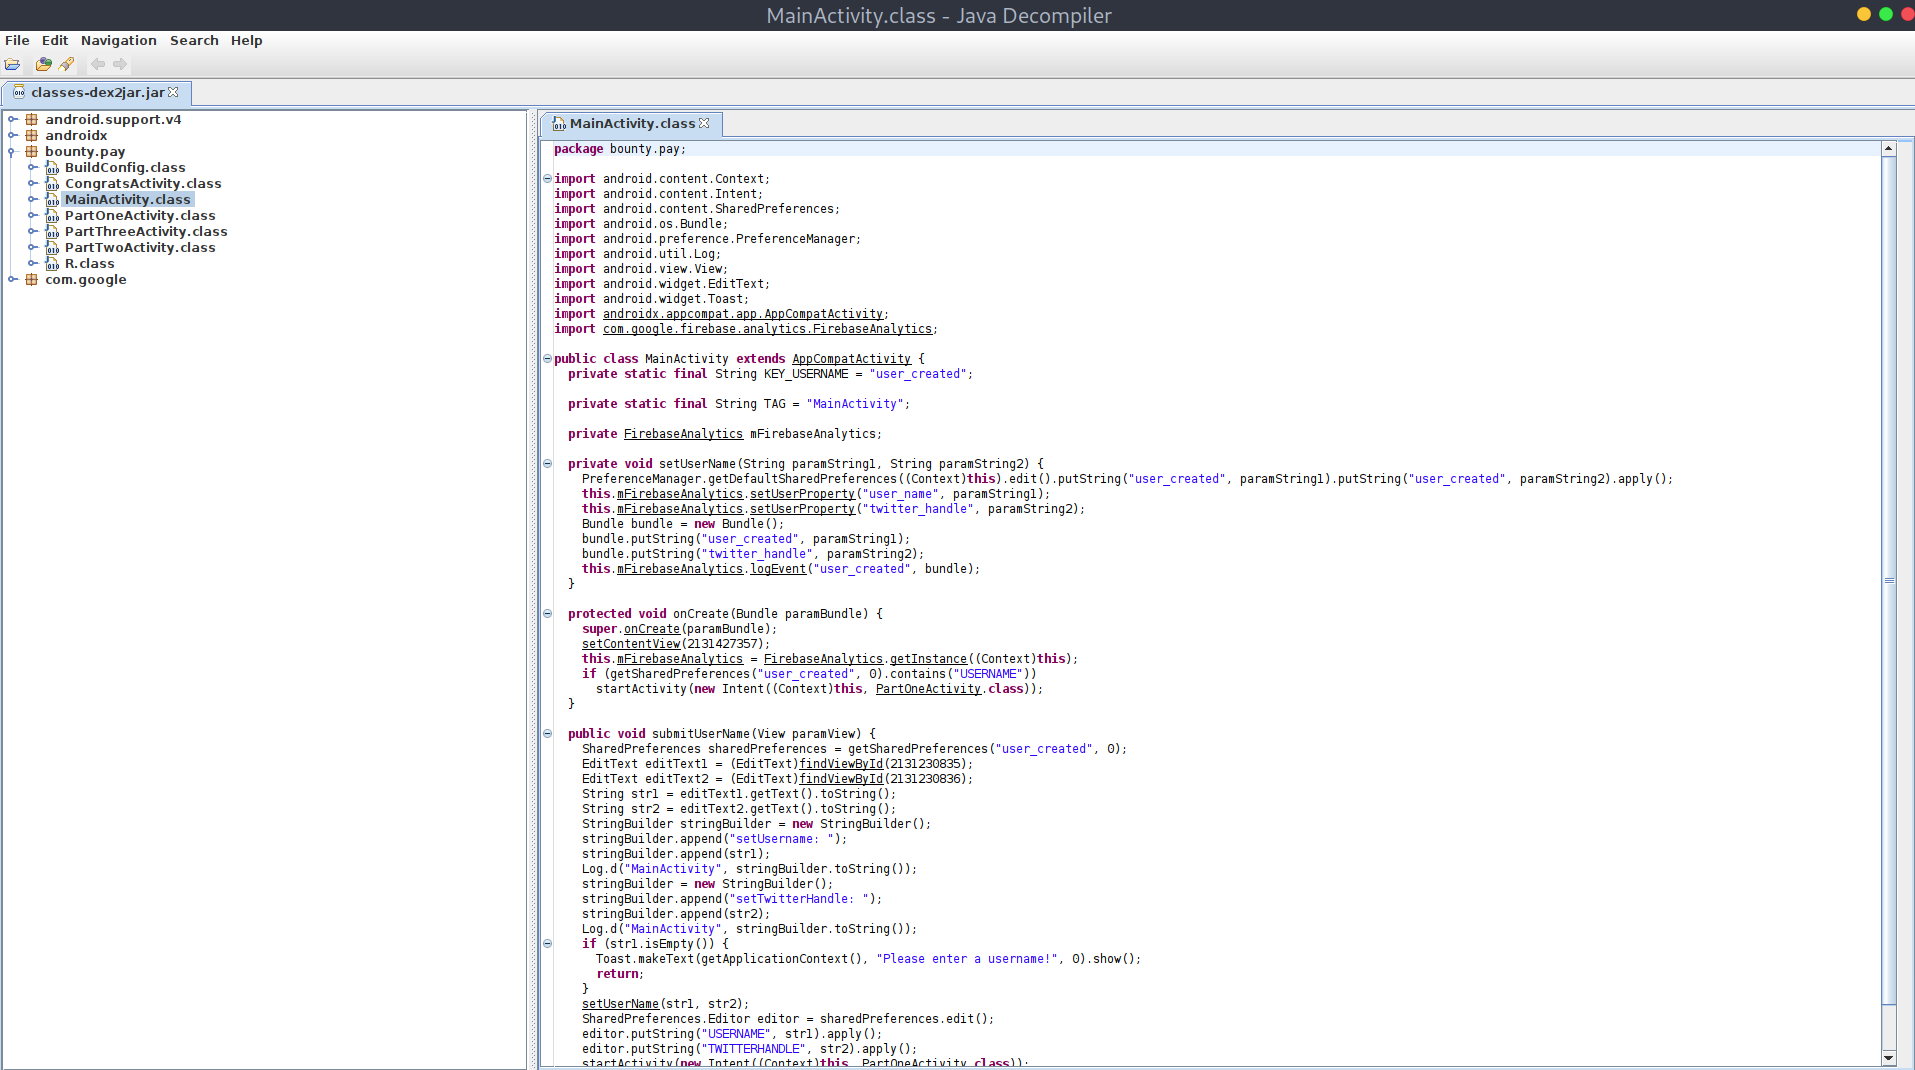 MainActivity.class - Java Decompiler
File Edit Navigation Search Help
classes-dex2jar.jar
android.support.v4
androidx
bounty.pay
BuildConfig.class
CongratsActivity.class
MainActivity.class
PartOneActivity.class
PartThreeActivity.class
PartTwoActivity.class
R.class
com.google
MainActivity.class
package bounty.pay;
import android.content.Context;
import android.content.Intent;
import android.content.SharedPreferences;
import android.os.Bundle;
import android.preference.PreferenceManager;
import android.util.Log;
import android.view.View;
import android.widget.EditText;
import android.widget.Toast;
import androidx.appcompat.app.AppCompatActivity;
import com.google.firebase.analytics.FirebaseAnalytics;
public class MainActivity extends AppCompatActivity {
private static final String KEY_USERNAME = "user_created";
private static final String TAG = "MainActivity";
private FirebaseAnalytics mFirebaseAnalytics;
private void setUserName(String paramString1, String paramString2) {
PreferenceManager.getDefaultSharedPreferences((Context)this).edit().putString("user_created", paramString1).putString("user_created", paramString2).apply();
this.mFirebaseAnalytics.setUserProperty("user_name", paramString1);
this.mFirebaseAnalytics.setUserProperty("twitter_handle", paramString2);
Bundle bundle = new Bundle();
bundle.putString("user_created", paramString1);
bundle.putString("twitter_handle", paramString2);
this.mFirebaseAnalytics.logEvent("user_created", bundle);
}
protected void onCreate(Bundle paramBundle) {
super.onCreate(paramBundle);
setContentView(2131427357);
this.mFirebaseAnalytics = FirebaseAnalytics.getInstance((Context)this);
if (getSharedPreferences("user_created", 0).contains("USERNAME"))
startActivity(new Intent((Context)this, PartOneActivity.class));
}
public void submitUserName(View paramView) {
SharedPreferences sharedPreferences = getSharedPreferences("user_created", 0);
EditText editText1 = (EditText)findViewById(2131230835);
EditText editText2 = (EditText)findViewById(2131230836);
String str1 = editText1.getText().toString();
String str2 = editText2.getText().toString();
StringBuilder stringBuilder = new StringBuilder();
stringBuilder.append("setUsername: ");
stringBuilder.append(str1);
Log.d("MainActivity", stringBuilder.toString());
stringBuilder = new StringBuilder();
stringBuilder.append("setTwitterHandle: ");
stringBuilder.append(str2);
Log.d("MainActivity", stringBuilder.toString());
if (str1.isEmpty()) {
Toast.makeText(getApplicationContext(), "Please enter a username!", 0).show();
return;
}
setUserName(str1, str2);
SharedPreferences.Editor editor = sharedPreferences.edit();
editor.putString("USERNAME", str1).apply();
editor.putString("TWITTERHANDLE", str2).apply();
startActivity(new Intent((Context)this, PartOneActivity.class));